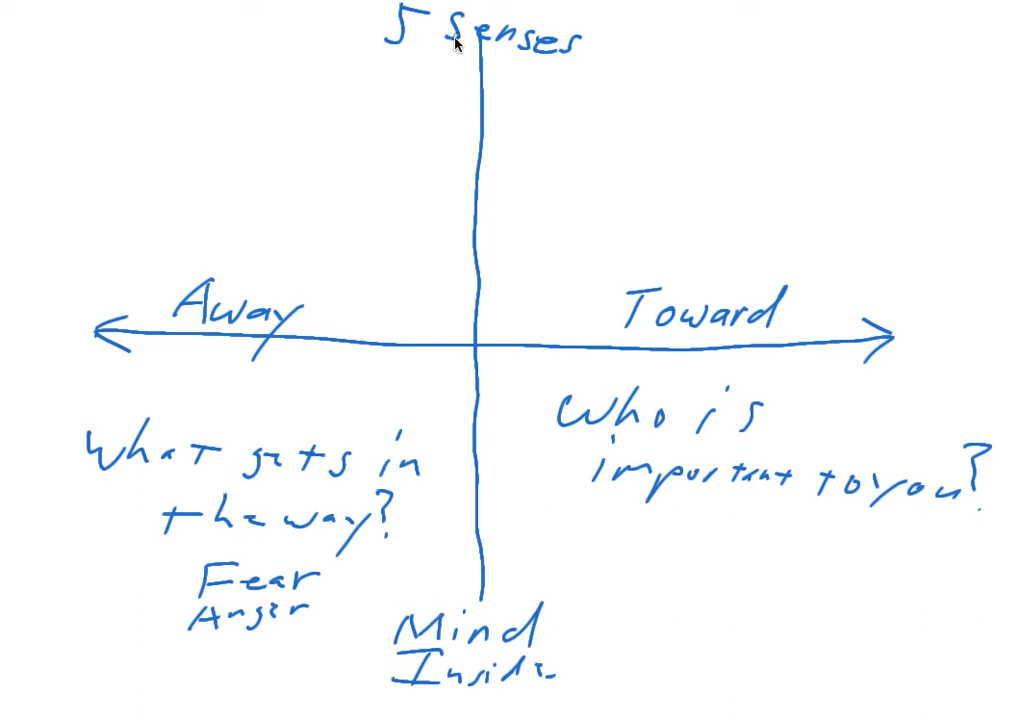 5 Senses
Away
Toward
Who is
important to you?
What gets in
the way?
Fear
Anger
Mind
Inside